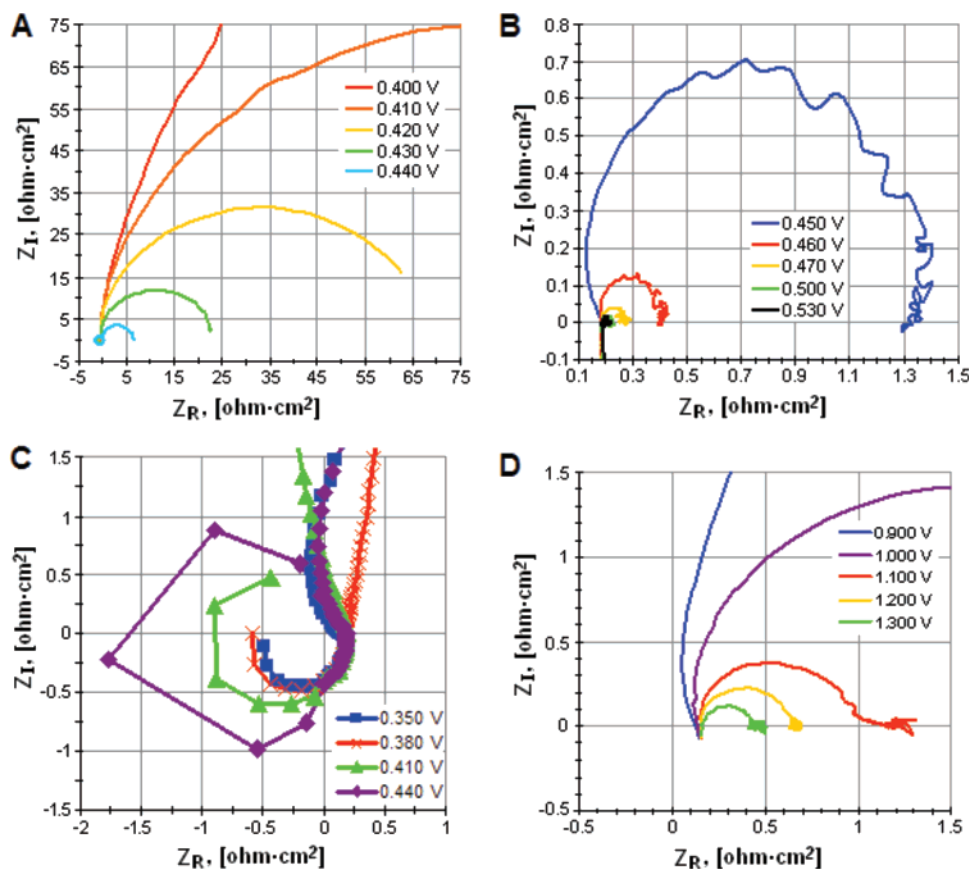 A
75
65
55
45
35
25
15
5
-5
-5 5 15 25 35 45 55 65 75
Z_I, [ohm·cm²]
Z_R, [ohm·cm²]
0.400 V
0.410 V
0.420 V
0.430 V
0.440 V
B
0.8
0.7
0.6
0.5
0.4
0.3
0.2
0.1
0
-0.1
0.1 0.3 0.5 0.7 0.9 1.1 1.3 1.5
Z_I, [ohm·cm²]
Z_R, [ohm·cm²]
0.450 V
0.460 V
0.470 V
0.500 V
0.530 V
C
1.5
1
0.5
0
-0.5
-1
-1.5
-2 -1.5 -1 -0.5 0 0.5 1
Z_I, [ohm·cm²]
Z_R, [ohm·cm²]
0.350 V
0.380 V
0.410 V
0.440 V
D
1.5
1
0.5
0
-0.5
-0.5 0 0.5 1 1.5
Z_I, [ohm·cm²]
Z_R, [ohm·cm²]
0.900 V
1.000 V
1.100 V
1.200 V
1.300 V